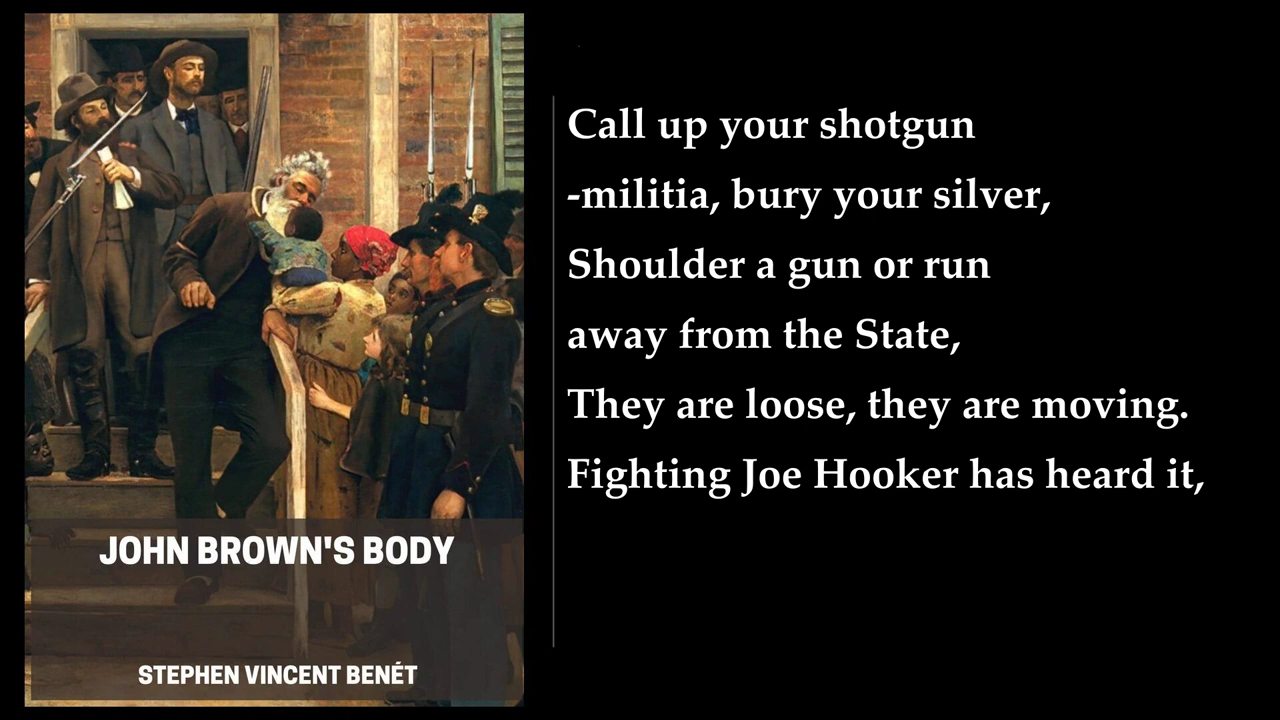 JOHN BROWN'S BODY
STEPHEN VINCENT BENÉT
Call up your shotgun
-militia, bury your silver,
Shoulder a gun or run
away from the State,
They are loose, they are moving.
Fighting Joe Hooker has heard it,